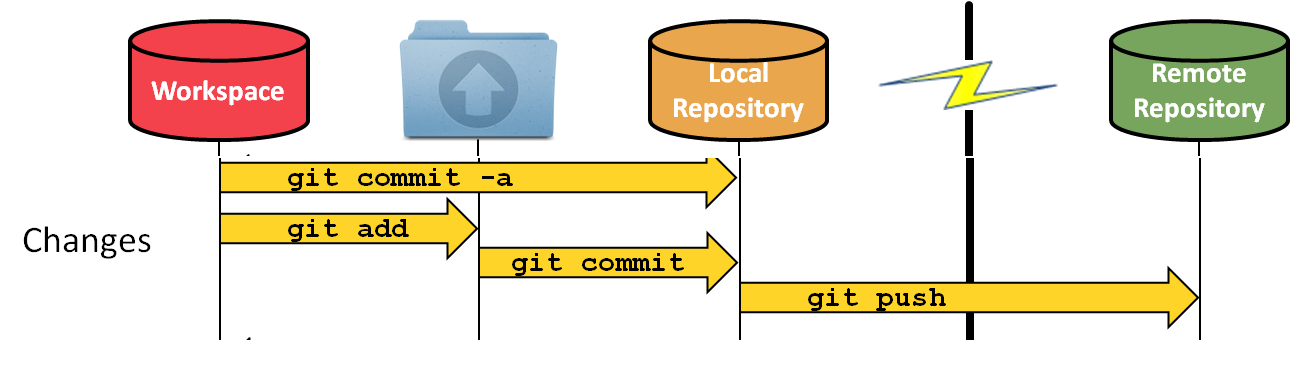 Workspace
Local
Repository
Remote
Repository
git commit -a
git add
Changes
git commit
git push